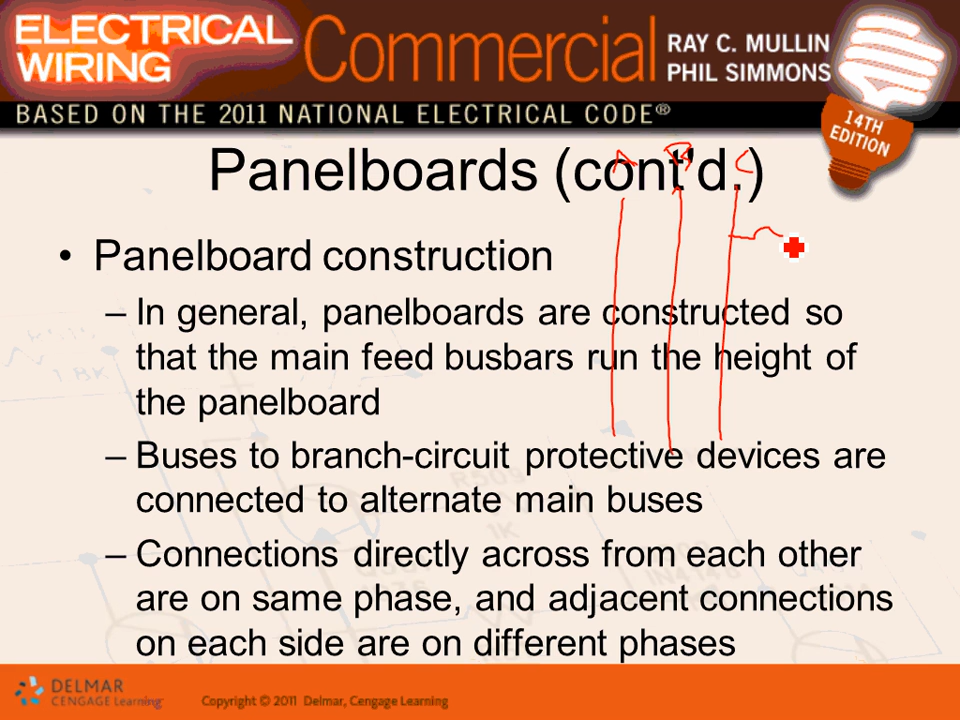 ELECTRICAL WIRING Commercial RAY C. MULLIN
PHIL SIMMONS
BASED ON THE 2011 NATIONAL ELECTRICAL CODE®
14TH
EDITION
A B C
Panelboards (cont'd.)
• Panelboard construction
– In general, panelboards are constructed so
that the main feed busbars run the height of
the panelboard
– Buses to branch-circuit protective devices are
connected to alternate main buses
– Connections directly across from each other
are on same phase, and adjacent connections
on each side are on different phases
DELMAR
CENGAGE Learning
Copyright © 2011 Delmar, Cengage Learning